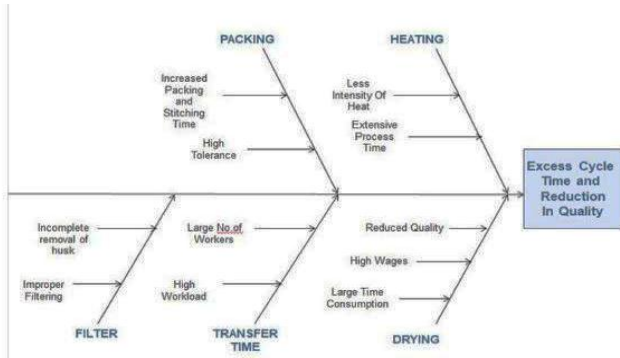 PACKING
HEATING
Increased
Packing
and
Stitching
Time
High
Tolerance
Less
Intensity Of
Heat
Extensive
Process
Time
Excess Cycle
Time and
Reduction
In Quality
Incomplete
removal of
husk
Improper
Filtering
Large No.of
Workers
High
Workload
Reduced Quality
High Wages
Large Time
Consumption
FILTER
TRANSFER
TIME
DRYING